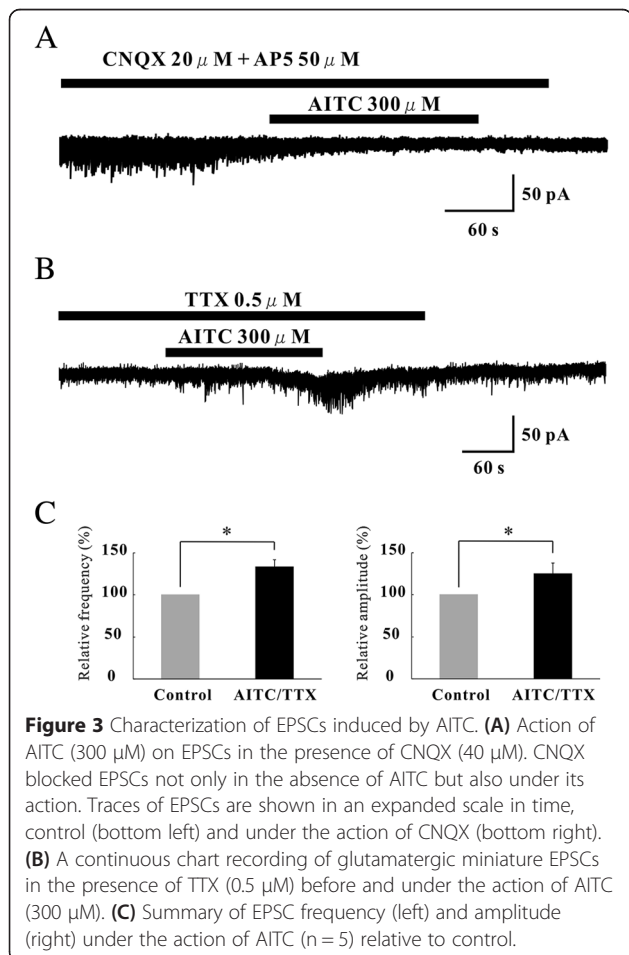 A
CNQX 20 μM + AP5 50 μM
AITC 300 μM
50 pA
60 s
B
TTX 0.5 μM
AITC 300 μM
50 pA
60 s
C
Relative frequency (%)
150
100
50
0
*
Control
AITC/TTX
Relative amplitude (%)
150
100
50
0
*
Control
AITC/TTX
Figure 3 Characterization of EPSCs induced by AITC. (A) Action of
AITC (300 μM) on EPSCs in the presence of CNQX (40 μM). CNQX
blocked EPSCs not only in the absence of AITC but also under its
action. Traces of EPSCs are shown in an expanded scale in time,
control (bottom left) and under the action of CNQX (bottom right).
(B) A continuous chart recording of glutamatergic miniature EPSCs
in the presence of TTX (0.5 μM) before and under the action of AITC
(300 μM). (C) Summary of EPSC frequency (left) and amplitude
(right) under the action of AITC (n = 5) relative to control.